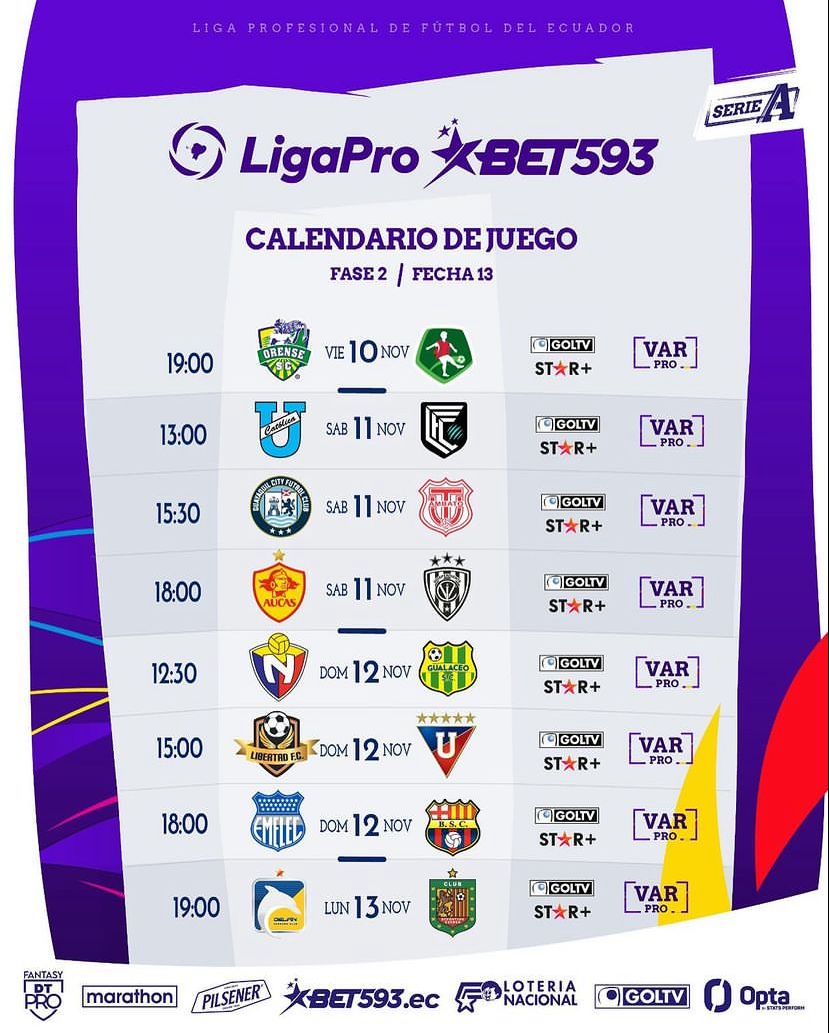 LIGA PROFESIONAL DE FÚTBOL DEL ECUADOR
SERIE A
LigaPro BET593
CALENDARIO DE JUEGO
FASE 2 / FECHA 13
19:00 ORENSE S.C. VIE 10 NOV GOLTV STAR+ VAR PRO
13:00 U Católica SAB 11 NOV GOLTV STAR+ VAR PRO
15:30 GUAYAQUIL CITY FUTBOL CLUB SAB 11 NOV AMBATO GOLTV STAR+ VAR PRO
18:00 AUCAS SAB 11 NOV GOLTV STAR+ VAR PRO
12:30 N DOM 12 NOV GUALACEO S.C. GOLTV STAR+ VAR PRO
15:00 LIBERTAD F.C. DOM 12 NOV U GOLTV STAR+ VAR PRO
18:00 EMELEC DOM 12 NOV B.S.C. GOLTV STAR+ VAR PRO
19:00 DELFIN LUN 13 NOV CLUB GOLTV STAR+ VAR PRO
FANTASY DT PRO marathon PILSENER BET593.ec LOTERIA NACIONAL GOLTV Opta BY STATS PERFORM